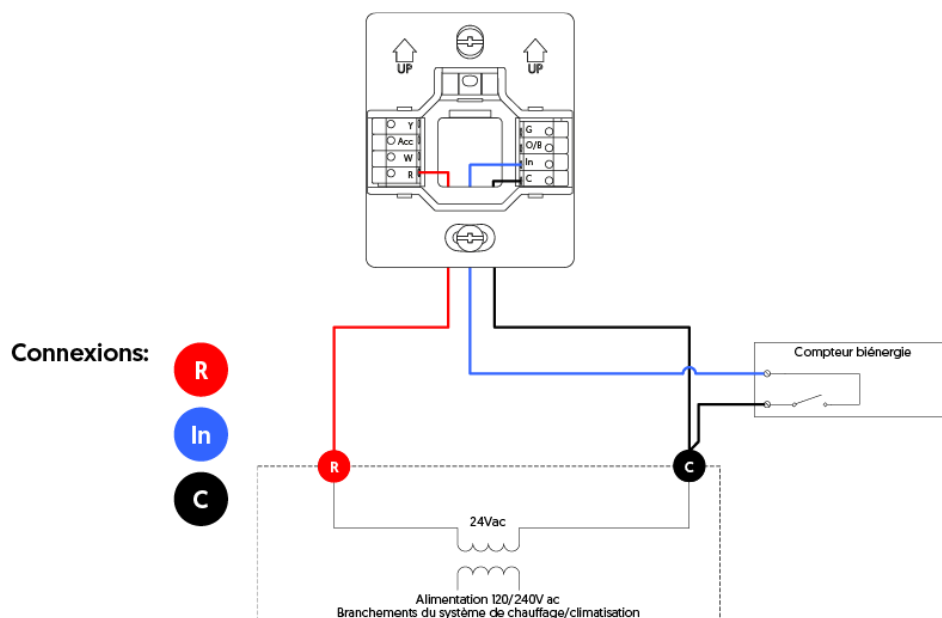 UP
UP
Y
Acc
W
R
G
O/B
In
C
Connexions:
R
In
C
Compteur biénergie
R
C
24Vac
Alimentation 120/240V ac
Branchements du système de chauffage/climatisation